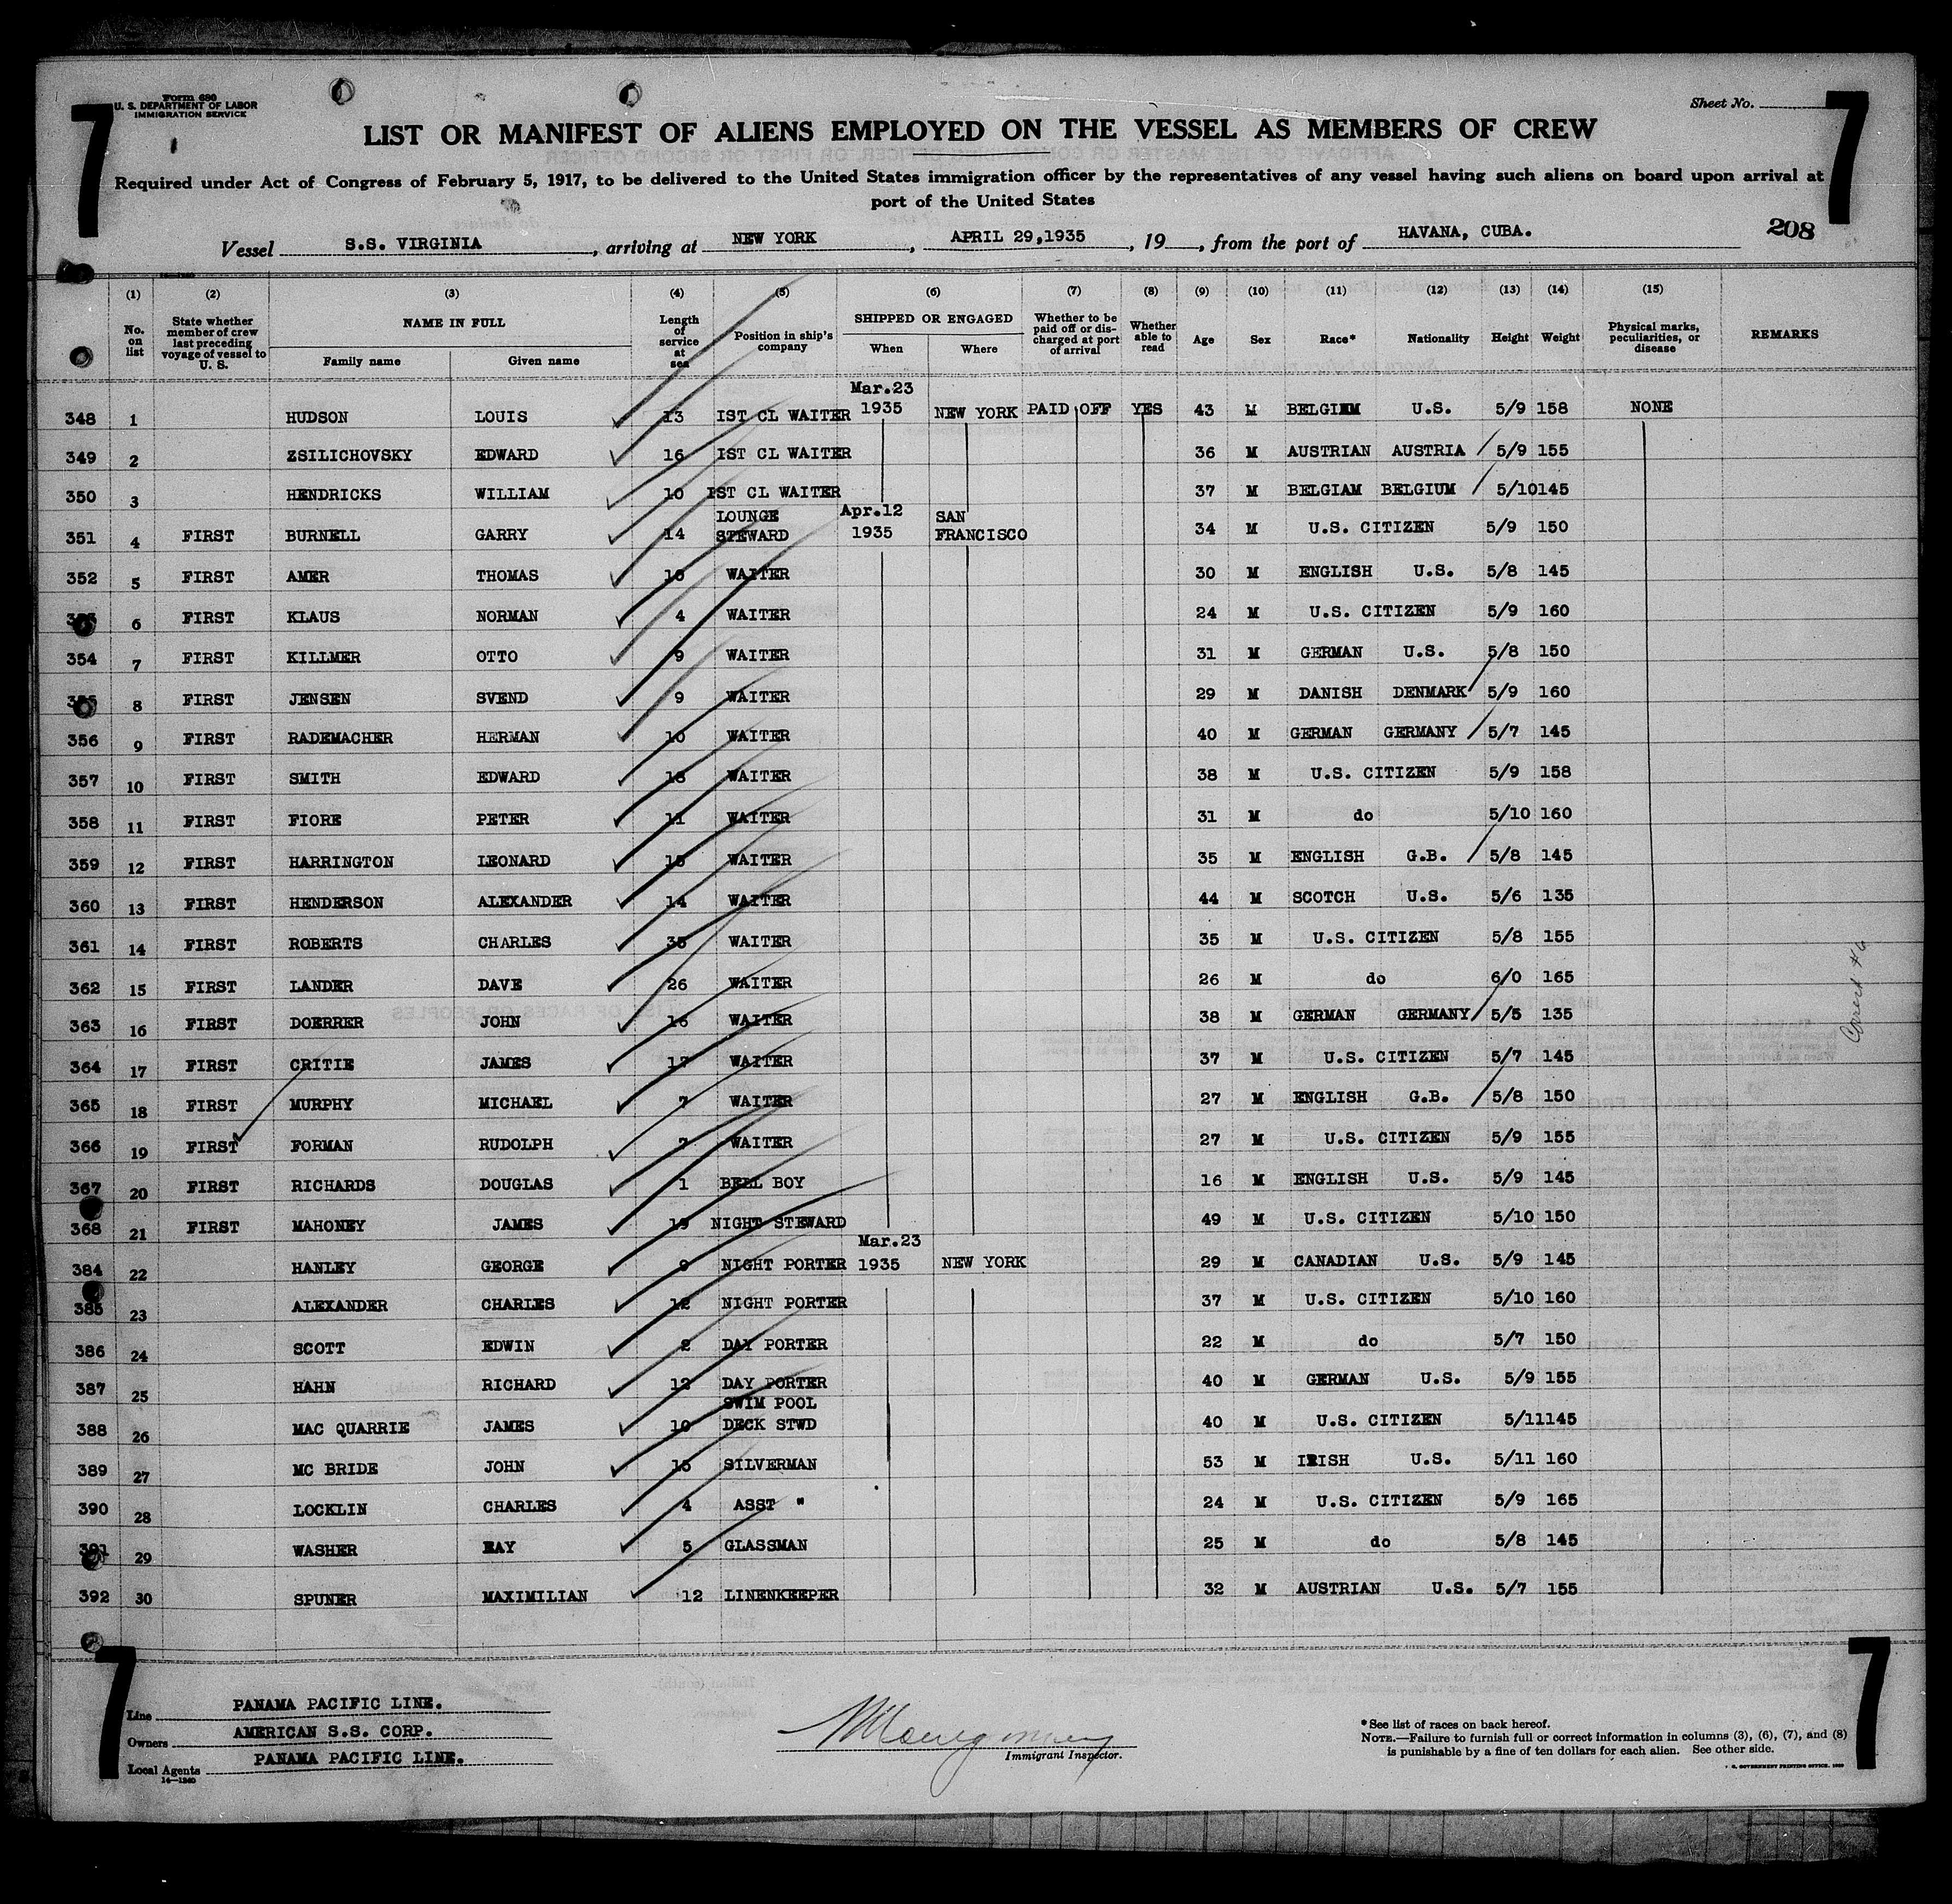 Form 680
U. S. DEPARTMENT OF LABOR
IMMIGRATION SERVICE
Sheet No.
7 7
LIST OR MANIFEST OF ALIENS EMPLOYED ON THE VESSEL AS MEMBERS OF CREW
Required under Act of Congress of February 5, 1917, to be delivered to the United States immigration officer by the representatives of any vessel having such aliens on board upon arrival at
port of the United States
208
Vessel S.S. VIRGINIA, arriving at NEW YORK, APRIL 29,1935, 19, from the port of HAVANA, CUBA.
(1) (2) (3) (4) (5) (6) (7) (8) (9) (10) (11) (12) (13) (14) (15)
No. on list State whether member of crew last preceding voyage of vessel to U. S. NAME IN FULL Family name Given name Length of service at sea Position in ship's company SHIPPED OR ENGAGED When Where Whether to be paid off or discharged at port of arrival Whether able to read Age Sex Race* Nationality Height Weight Physical marks, peculiarities, or disease REMARKS
348 1 HUDSON LOUIS 13 IST CL WAITER Mar.23 1935 NEW YORK PAID OFF YES 43 M BELGIUM U.S. 5/9 158 NONE
349 2 ZSILICHOVSKY EDWARD 16 IST CL WAITER 36 M AUSTRIAN AUSTRIA 5/9 155
350 3 HENDRICKS WILLIAM 10 IST CL WAITER 37 M BELGIAM BELGIUM 5/10 145
351 4 FIRST BURNELL GARRY 14 LOUNGE STEWARD Apr.12 1935 SAN FRANCISCO 34 M U.S. CITIZEN 5/9 150
352 5 FIRST AMER THOMAS 10 WAITER 30 M ENGLISH U.S. 5/8 145
6 FIRST KLAUS NORMAN 4 WAITER 24 M U.S. CITIZEN 5/9 160
354 7 FIRST KILLMER OTTO 9 WAITER 31 M GERMAN U.S. 5/8 150
8 FIRST JENSEN SVEND 9 WAITER 29 M DANISH DENMARK 5/9 160
356 9 FIRST RADEMACHER HERMAN 10 WAITER 40 M GERMAN GERMANY 5/7 145
357 10 FIRST SMITH EDWARD 18 WAITER 38 M U.S. CITIZEN 5/9 158
358 11 FIRST FIORE PETER 11 WAITER 31 M do 5/10 160
359 12 FIRST HARRINGTON LEONARD 15 WAITER 35 M ENGLISH G.B. 5/8 145
360 13 FIRST HENDERSON ALEXANDER 14 WAITER 44 M SCOTCH U.S. 5/6 135
361 14 FIRST ROBERTS CHARLES 35 WAITER 35 M U.S. CITIZEN 5/8 155
362 15 FIRST LANDER DAVE 26 WAITER 26 M do 6/0 165
363 16 FIRST DOERRER JOHN 16 WAITER 38 M GERMAN GERMANY 5/5 135
364 17 FIRST CRITIE JAMES 17 WAITER 37 M U.S. CITIZEN 5/7 145
365 18 FIRST MURPHY MICHAEL 7 WAITER 27 M ENGLISH G.B. 5/8 150
366 19 FIRST FORMAN RUDOLPH 7 WAITER 27 M U.S. CITIZEN 5/9 155
367 20 FIRST RICHARDS DOUGLAS 1 BELL BOY 16 M ENGLISH U.S. 5/9 145
368 21 FIRST MAHONEY JAMES 19 NIGHT STEWARD 49 M U.S. CITIZEN 5/10 150
384 22 HANLEY GEORGE 9 NIGHT PORTER Mar.23 1935 NEW YORK 29 M CANADIAN U.S. 5/9 145
385 23 ALEXANDER CHARLES 12 NIGHT PORTER 37 M U.S. CITIZEN 5/10 160
386 24 SCOTT EDWIN 2 DAY PORTER 22 M do 5/7 150
387 25 HAHN RICHARD 12 DAY PORTER 40 M GERMAN U.S. 5/9 155
388 26 MAC QUARRIE JAMES 10 SWIM POOL DECK STWD 40 M U.S. CITIZEN 5/11 145
389 27 MC BRIDE JOHN 15 SILVERMAN 53 M IRISH U.S. 5/11 160
390 28 LOCKLIN CHARLES 4 ASST " 24 M U.S. CITIZEN 5/9 165
391 29 WASHER RAY 5 GLASSMAN 25 M do 5/8 145
392 30 SPUNER MAXIMILIAN 12 LINENKEEPER 32 M AUSTRIAN U.S. 5/7 155
7 7
Line PANAMA PACIFIC LINE.
Owners AMERICAN S.S. CORP.
Local Agents PANAMA PACIFIC LINE.
14—1240
Immigrant Inspector.
*See list of races on back hereof.
NOTE.—Failure to furnish full or correct information in columns (3), (6), (7), and (8)
is punishable by a fine of ten dollars for each alien. See other side.